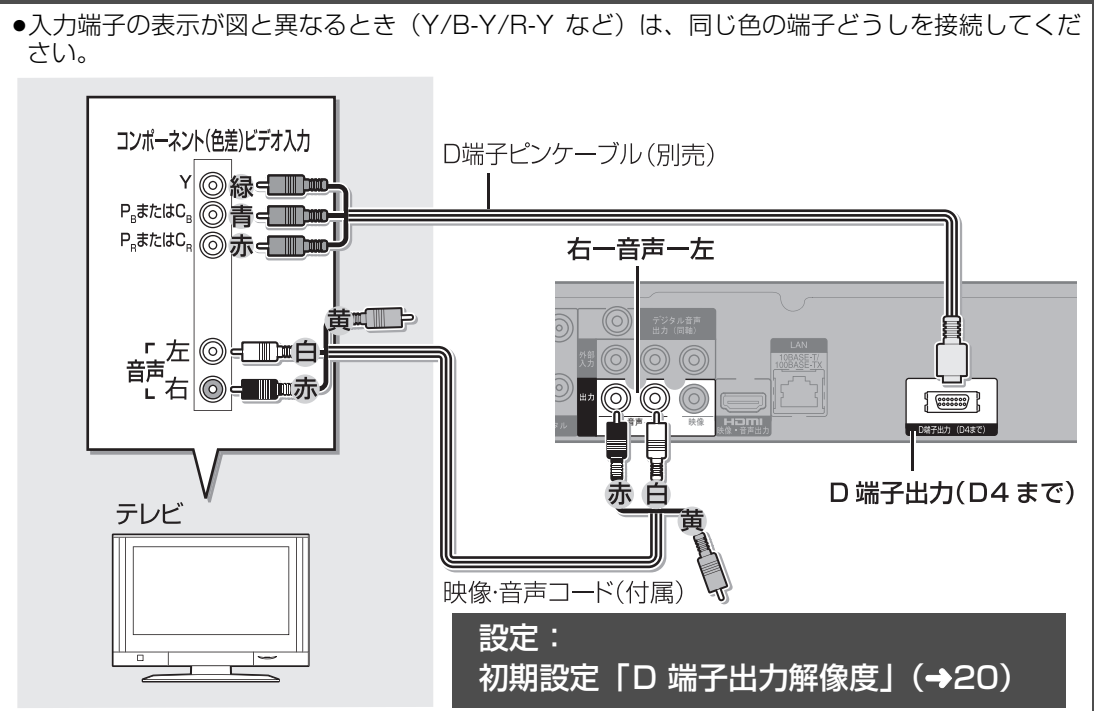 ●入力端子の表示が図と異なるとき（Y/B-Y/R-Y など）は、同じ色の端子どうしを接続してくだ
さい。
コンポーネント(色差)ビデオ入力
Y
緑
PBまたはCB
青
PRまたはCR
赤
D端子ピンケーブル(別売)
右ー音声ー左
黄
音声
左
白
右
赤
デジタル音声
出力(同軸)
外部
入力
出力
音声
映像
タル
HDMI
映像・音声出力
LAN
10BASE-T/
100BASE-TX
D端子出力 (D4まで)
赤
白
黄
D 端子出力(D4 まで)
テレビ
映像・音声コード(付属)
設定：
初期設定「D 端子出力解像度」(➜20)